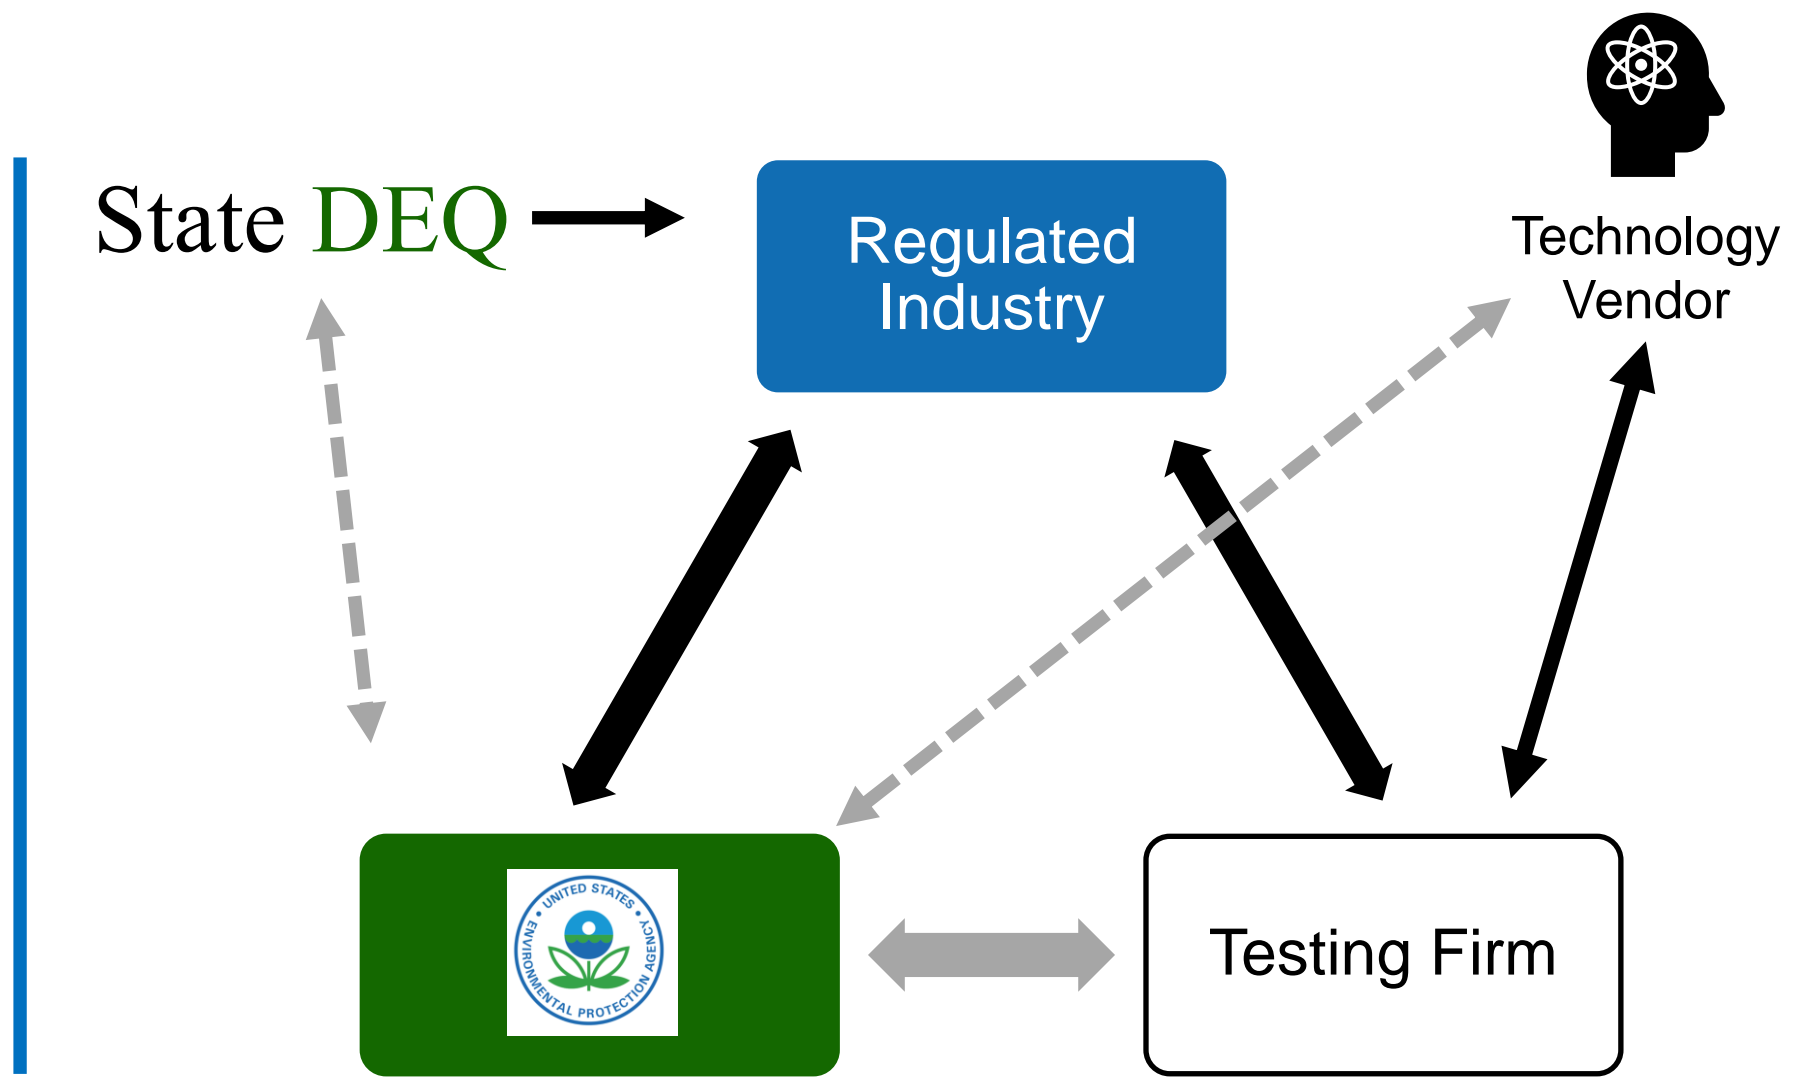 State DEQ
Regulated
Industry
Technology
Vendor
UNITED STATES
ENVIRONMENTAL PROTECTION AGENCY
Testing Firm